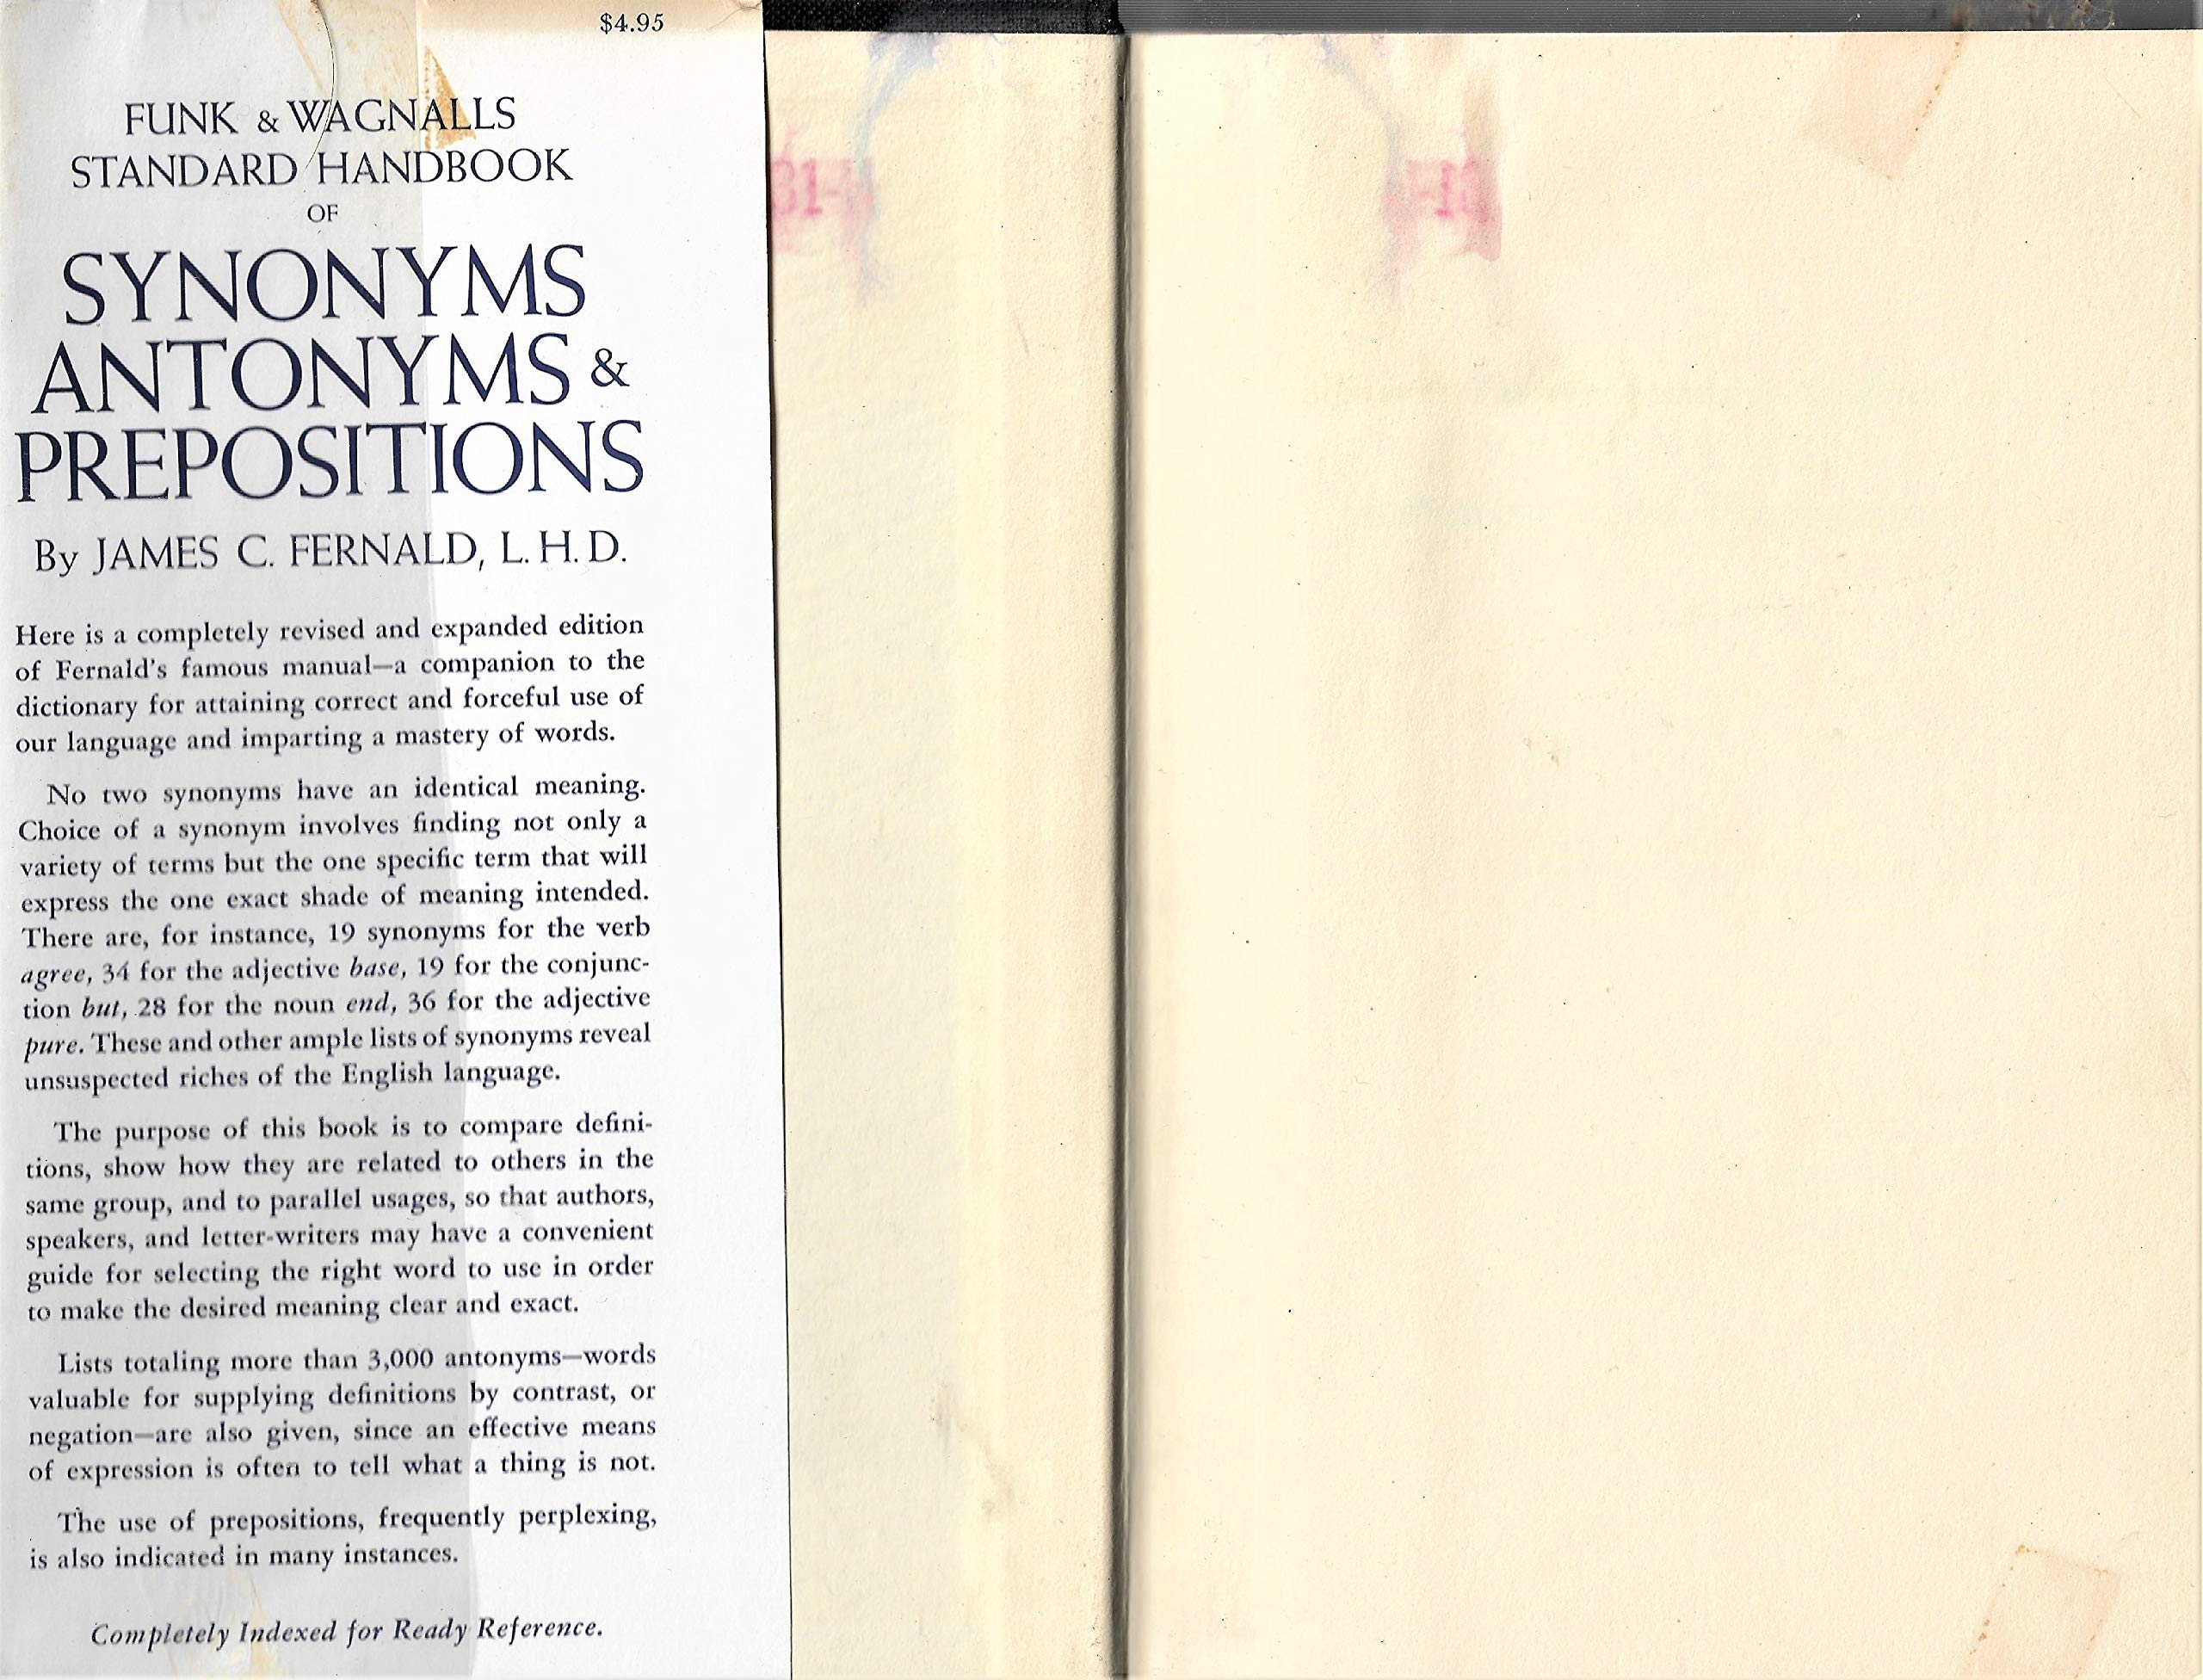 $4.95
FUNK & WAGNALLS
STANDARD HANDBOOK
OF
SYNONYMS
ANTONYMS &
PREPOSITIONS
By JAMES C. FERNALD, L. H. D.
Here is a completely revised and expanded edition
of Fernald's famous manual—a companion to the
dictionary for attaining correct and forceful use of
our language and imparting a mastery of words.
No two synonyms have an identical meaning.
Choice of a synonym involves finding not only a
variety of terms but the one specific term that will
express the one exact shade of meaning intended.
There are, for instance, 19 synonyms for the verb
agree, 34 for the adjective base, 19 for the conjunc-
tion but, 28 for the noun end, 36 for the adjective
pure. These and other ample lists of synonyms reveal
unsuspected riches of the English language.
The purpose of this book is to compare defini-
tions, show how they are related to others in the
same group, and to parallel usages, so that authors,
speakers, and letter-writers may have a convenient
guide for selecting the right word to use in order
to make the desired meaning clear and exact.
Lists totaling more than 3,000 antonyms—words
valuable for supplying definitions by contrast, or
negation—are also given, since an effective means
of expression is often to tell what a thing is not.
The use of prepositions, frequently perplexing,
is also indicated in many instances.
Completely Indexed for Ready Reference.